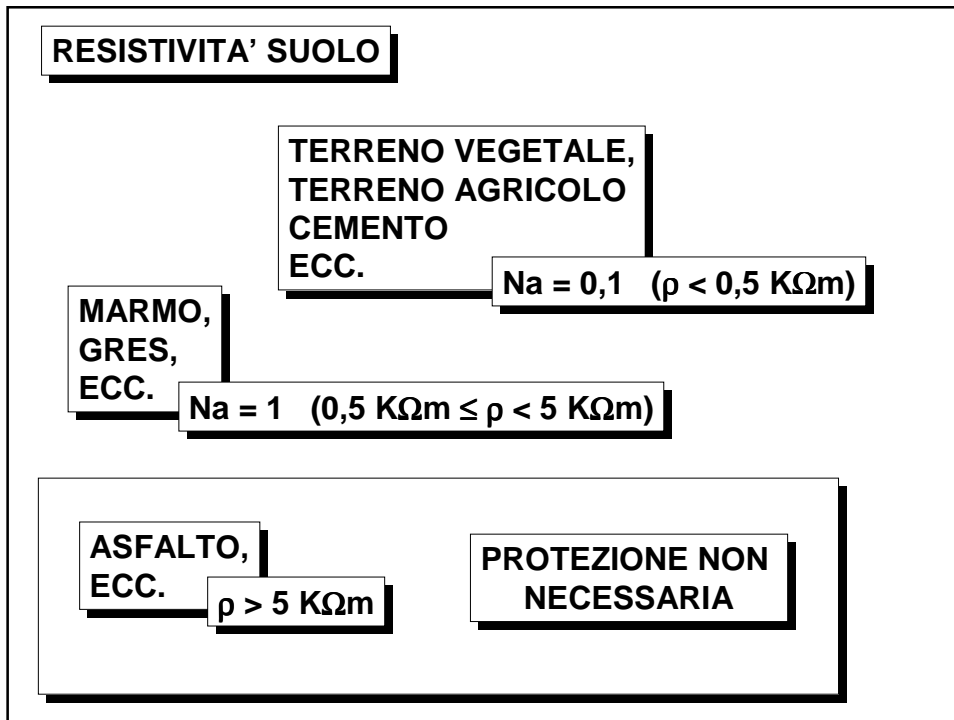 RESISTIVITA' SUOLO
TERRENO VEGETALE,
TERRENO AGRICOLO
CEMENTO
ECC.
Na = 0,1 (ρ < 0,5 KΩm)
MARMO,
GRES,
ECC.
Na = 1 (0,5 KΩm ≤ ρ < 5 KΩm)
ASFALTO,
ECC.
ρ > 5 KΩm
PROTEZIONE NON
NECESSARIA